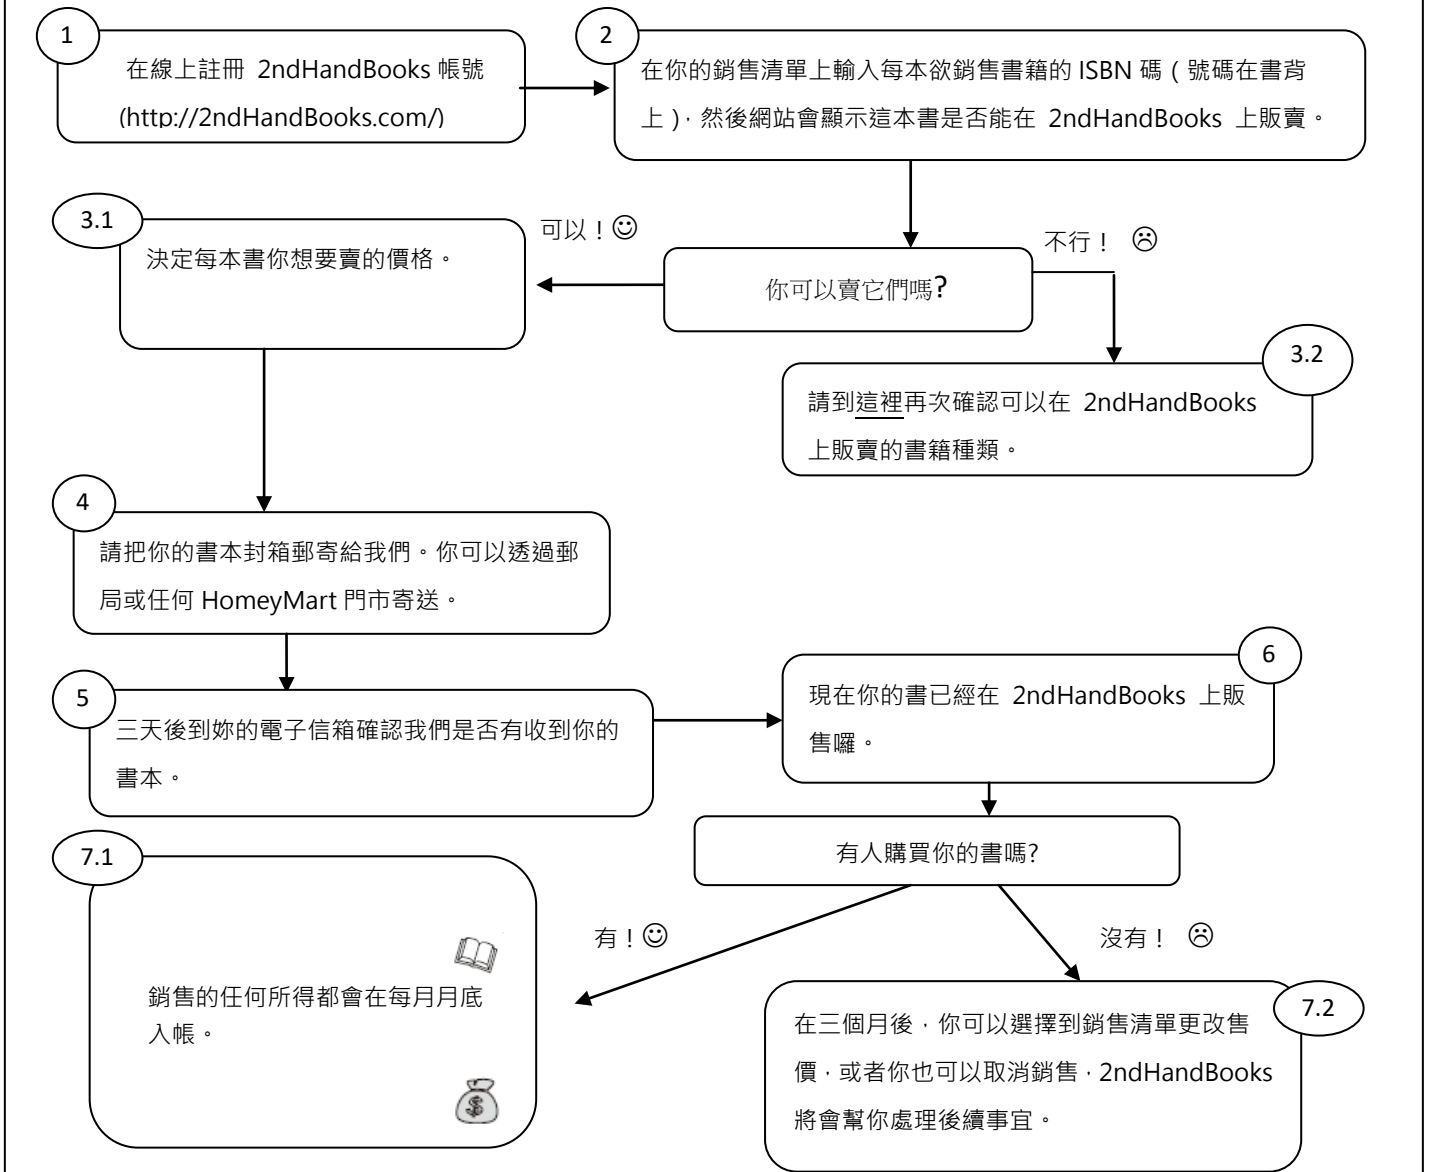 1
在線上註冊 2ndHandBooks 帳號
(http://2ndHandBooks.com/)
2
在你的銷售清單上輸入每本欲銷售書籍的 ISBN 碼（號碼在書背
上），然後網站會顯示這本書是否能在 2ndHandBooks 上販賣。
3.1
決定每本書你想要賣的價格。
可以！☺
你可以賣它們嗎?
不行！ ☹
3.2
請到這裡再次確認可以在 2ndHandBooks
上販賣的書籍種類。
4
請把你的書本封箱郵寄給我們。你可以透過郵
局或任何 HomeyMart 門市寄送。
5
三天後到妳的電子信箱確認我們是否有收到你的
書本。
6
現在你的書已經在 2ndHandBooks 上販
售囉。
有人購買你的書嗎?
7.1
有！☺
銷售的任何所得都會在每月月底
入帳。
$
沒有！ ☹
7.2
在三個月後，你可以選擇到銷售清單更改售
價，或者你也可以取消銷售，2ndHandBooks
將會幫你處理後續事宜。